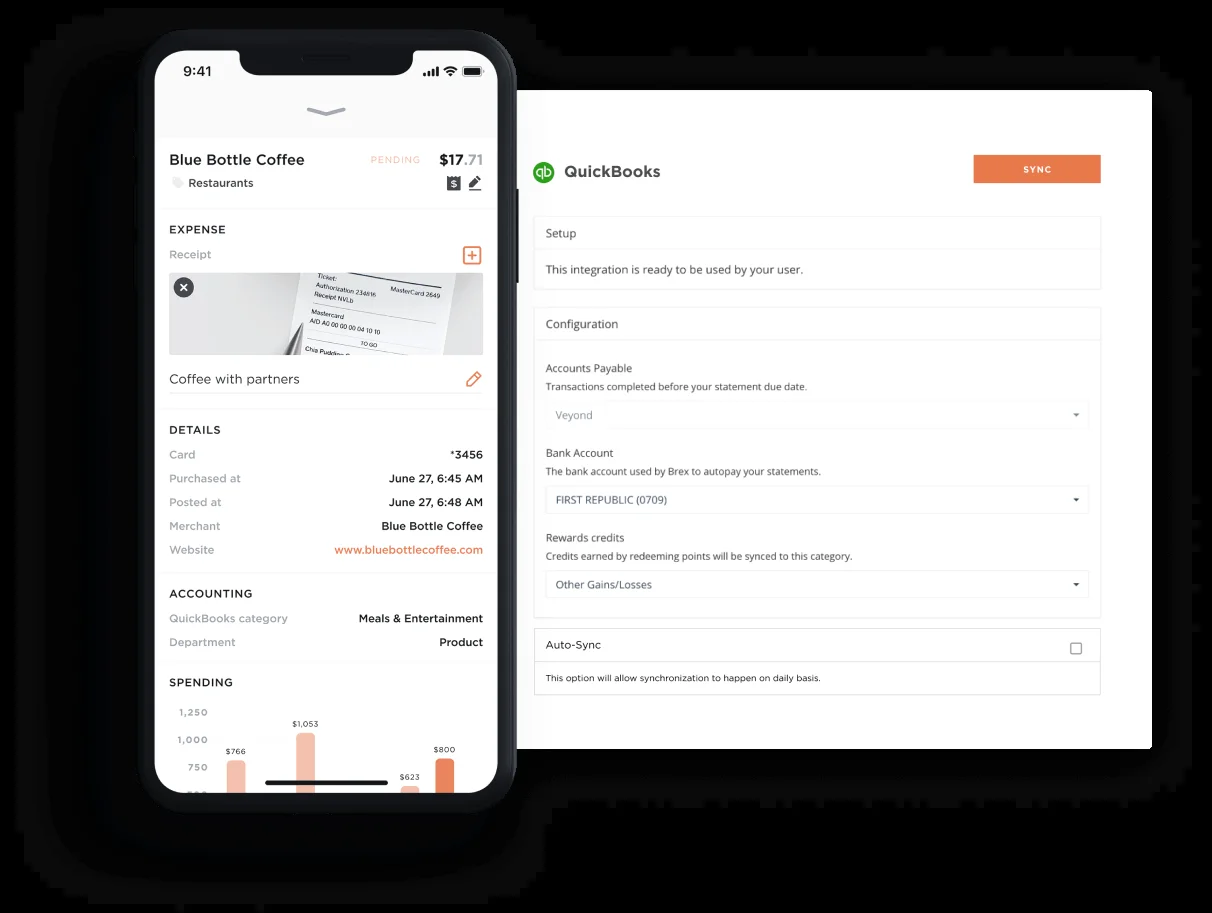 9:41
Blue Bottle Coffee PENDING $17.71
Restaurants
EXPENSE
Receipt
Ticket:
Authorization 234816 MasterCard 2649
Receipt NVLb
Mastercard
AID A0 00 00 00 04 10 10
TO GO
Chia Pudding
Coffee with partners
DETAILS
Card *3456
Purchased at June 27, 6:45 AM
Posted at June 27, 6:48 AM
Merchant Blue Bottle Coffee
Website www.bluebottlecoffee.com
ACCOUNTING
QuickBooks category Meals & Entertainment
Department Product
SPENDING
1,250
$1,053
1,000
$766 $800
750
$623
qb QuickBooks
SYNC
Setup
This integration is ready to be used by your user.
Configuration
Accounts Payable
Transactions completed before your statement due date.
Veyond
Bank Account
The bank account used by Brex to autopay your statements.
FIRST REPUBLIC (0709)
Rewards credits
Credits earned by redeeming points will be synced to this category.
Other Gains/Losses
Auto-Sync
This option will allow synchronization to happen on daily basis.